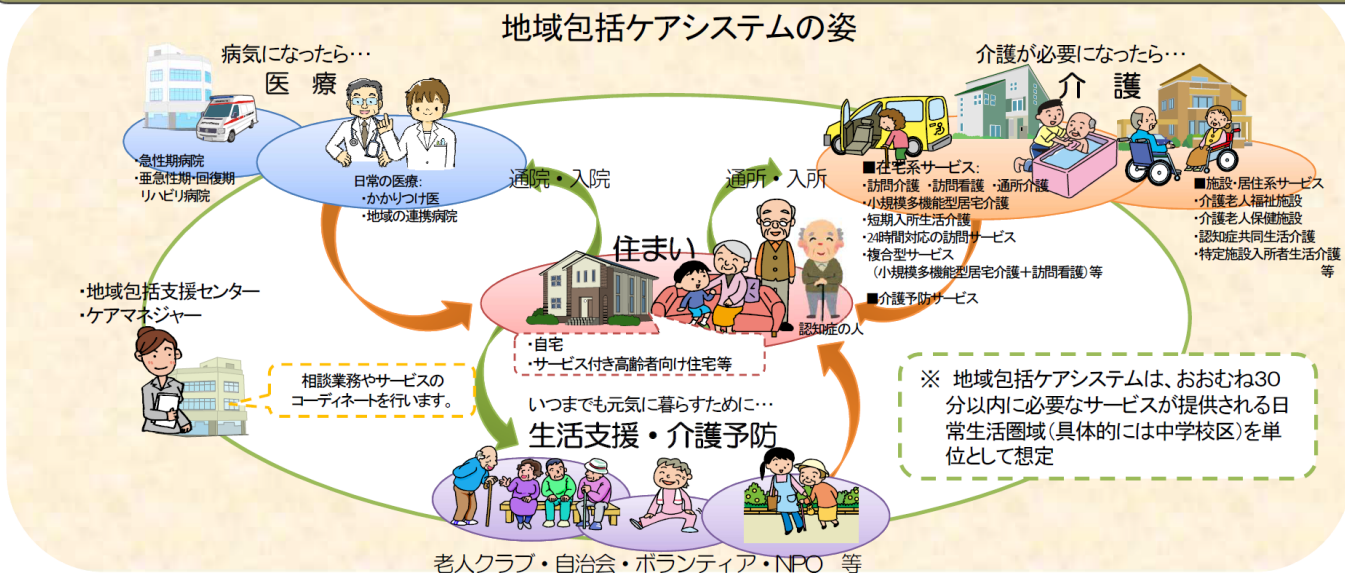 地域包括ケアシステムの姿
病気になったら…
医 療
・急性期病院
・亜急性期・回復期
リハビリ病院
日常の医療:
・かかりつけ医
・地域の連携病院
通院・入院
通所・入所
介護が必要になったら…
介 護
■在宅系サービス:
・訪問介護 ・訪問看護 ・通所介護
・小規模多機能型居宅介護
・短期入所生活介護
・24時間対応の訪問サービス
・複合型サービス
(小規模多機能型居宅介護+訪問看護)等
■介護予防サービス
■施設・居住系サービス
・介護老人福祉施設
・介護老人保健施設
・認知症共同生活介護
・特定施設入所者生活介護
等
住まい
認知症の人
・自宅
・サービス付き高齢者向け住宅等
・地域包括支援センター
・ケアマネジャー
相談業務やサービスの
コーディネートを行います。
いつまでも元気に暮らすために…
生活支援・介護予防
老人クラブ・自治会・ボランティア・NPO 等
※ 地域包括ケアシステムは、おおむね30
分以内に必要なサービスが提供される日
常生活圏域(具体的には中学校区)を単
位として想定